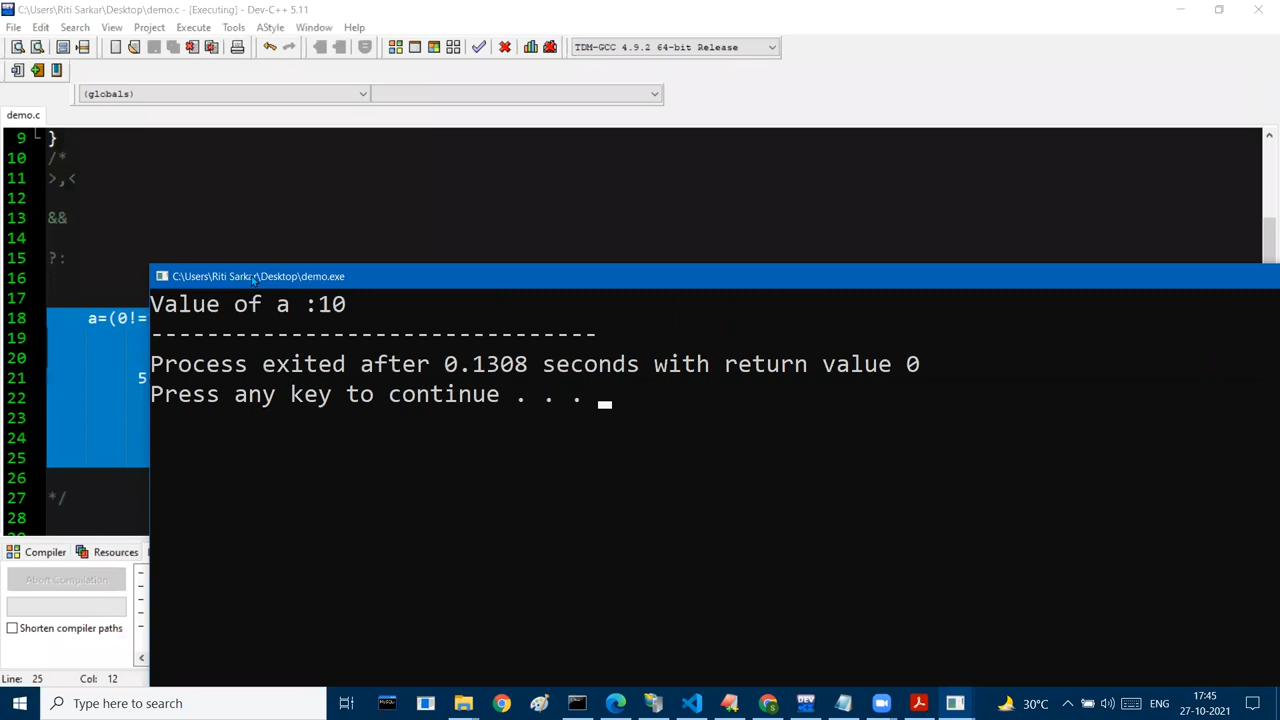 C:\Users\Riti Sarkar\Desktop\demo.c - [Executing] - Dev-C++ 5.11
File Edit Search View Project Execute Tools AStyle Window Help
TDM-GCC 4.9.2 64-bit Release
(globals)
demo.c
9 }
10 /*
11 >,<
12
13 &&
14
15 ?:
16
C:\Users\Riti Sarkar\Desktop\demo.exe
17
Value of a :10
18 a=(0!=
19 --------------------------------
20
Process exited after 0.1308 seconds with return value 0
21 5
22
Press any key to continue . . .
23
24
25
26
27 */
28
Compiler Resources
Abort Compilation
Shorten compiler paths
Line: 25 Col: 12
Type here to search
DEV
30°C
ENG
17:45
27-10-2021